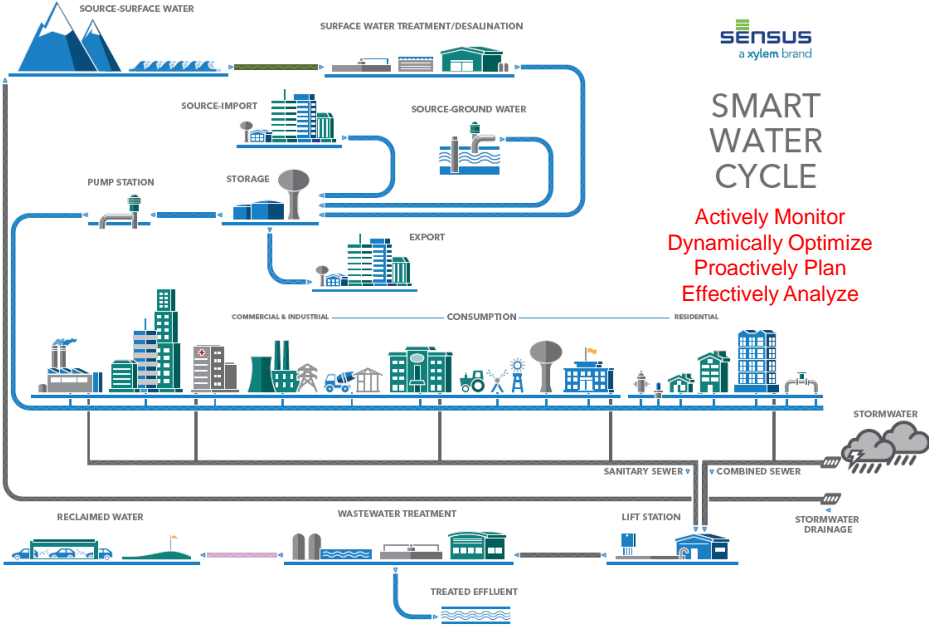 SOURCE-SURFACE WATER
SURFACE WATER TREATMENT/DESALINATION
sensus
a xylem brand
SMART
WATER
CYCLE
Actively Monitor
Dynamically Optimize
Proactively Plan
Effectively Analyze
SOURCE-IMPORT
SOURCE-GROUND WATER
PUMP STATION
STORAGE
EXPORT
COMMERCIAL & INDUSTRIAL
CONSUMPTION
RESIDENTIAL
STORMWATER
SANITARY SEWER
COMBINED SEWER
STORMWATER
DRAINAGE
RECLAIMED WATER
WASTEWATER TREATMENT
LIFT STATION
TREATED EFFLUENT